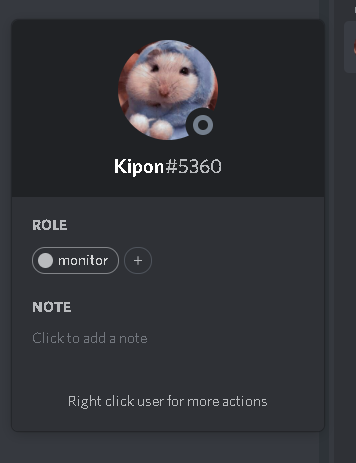 Kipon#5360
ROLE
monitor +
NOTE
Click to add a note
Right click user for more actions